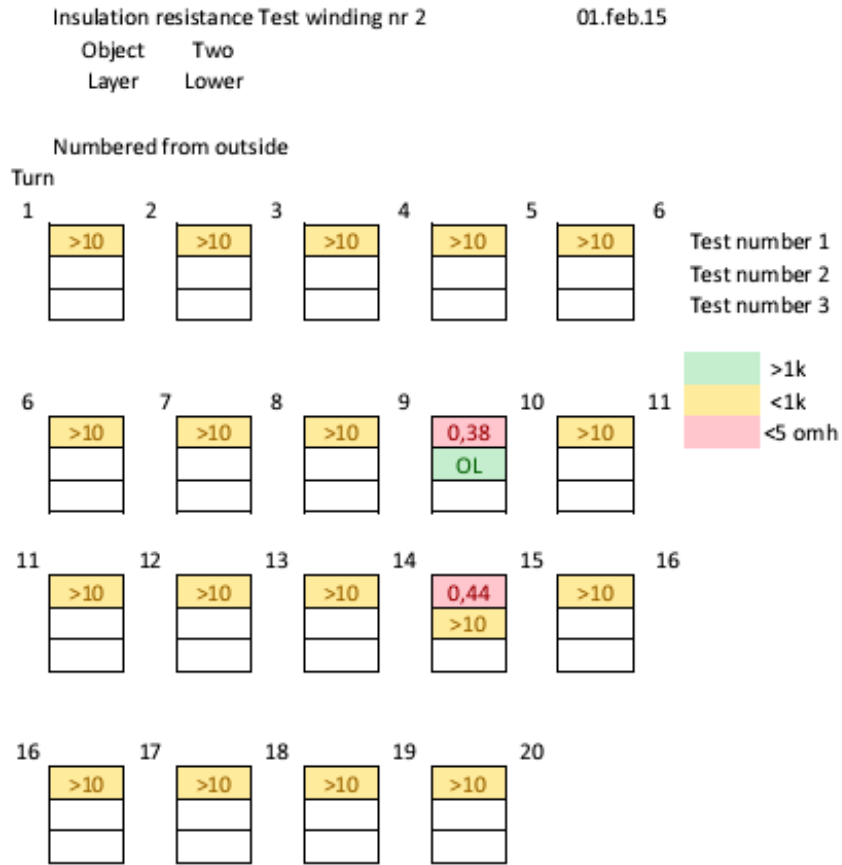 Insulation resistance Test winding nr 2 01.feb.15
Object Two
Layer Lower
Numbered from outside
Turn
1 2 3 4 5 6
>10 >10 >10 >10 >10 Test number 1
Test number 2
Test number 3
>1k
6 7 8 9 10 11 <1k
>10 >10 >10 0,38 >10 <5 omh
OL
11 12 13 14 15 16
>10 >10 >10 0,44 >10
>10
16 17 18 19 20
>10 >10 >10 >10